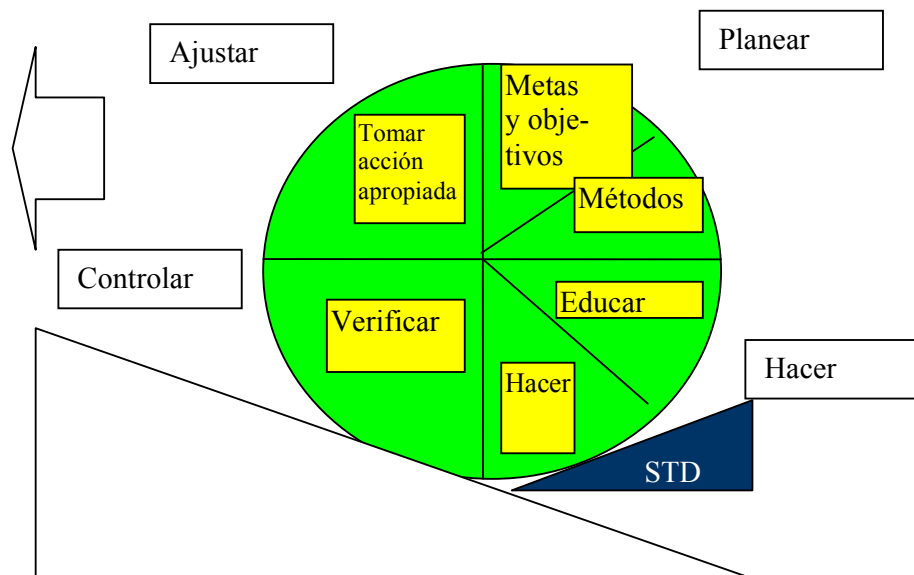 Ajustar
Planear
Metas
y obje-
tivos
Tomar
acción
apropiada
Métodos
Controlar
Educar
Verificar
Hacer
Hacer
STD